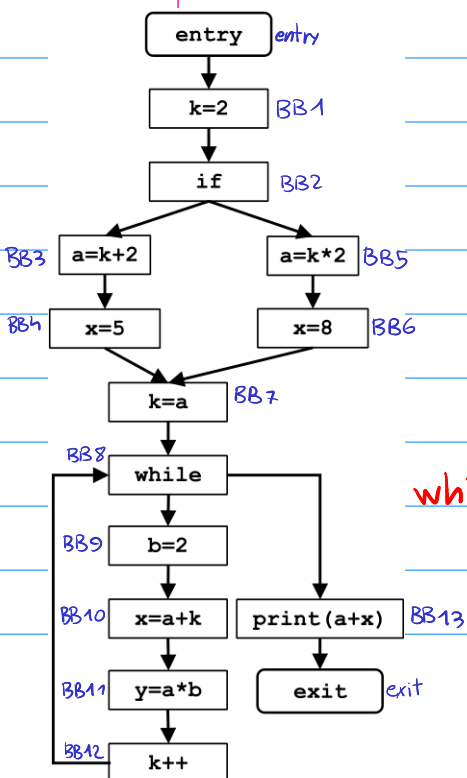 entry entry
k=2 BB1
if BB2
BB3 a=k+2 a=k*2 BB5
BB4 x=5 x=8 BB6
k=a BB7
BB8 while
whi
BB9 b=2
BB10 x=a+k print(a+x) BB13
BB11 y=a*b exit exit
BB12 k++